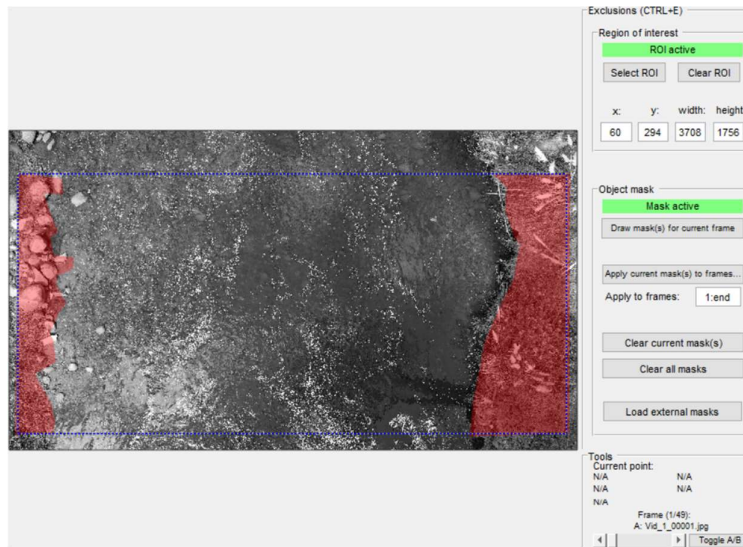 Exclusions (CTRL+E)
Region of interest
ROI active
Select ROI Clear ROI
x: y: width: height
60 294 3708 1756
Object mask
Mask active
Draw mask(s) for current frame
Apply current mask(s) to frames...
Apply to frames: 1:end
Clear current mask(s)
Clear all masks
Load external masks
Tools
Current point:
N/A N/A
N/A N/A
N/A
Frame (1/49):
A: Vid_1_00001.jpg
Toggle A/B